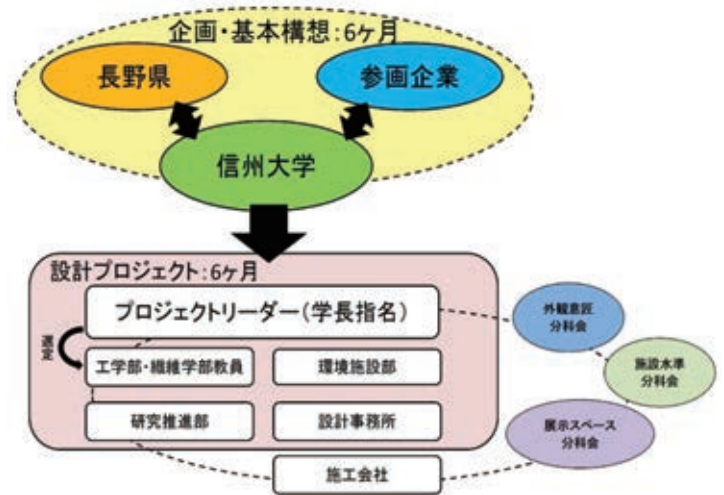 企画・基本構想:6ヶ月
長野県
参画企業
信州大学
設計プロジェクト:6ヶ月
プロジェクトリーダー(学長指名)
選定
工学部・繊維学部教員
環境施設部
研究推進部
設計事務所
施工会社
外観意匠
分科会
施設水準
分科会
展示スペース
分科会